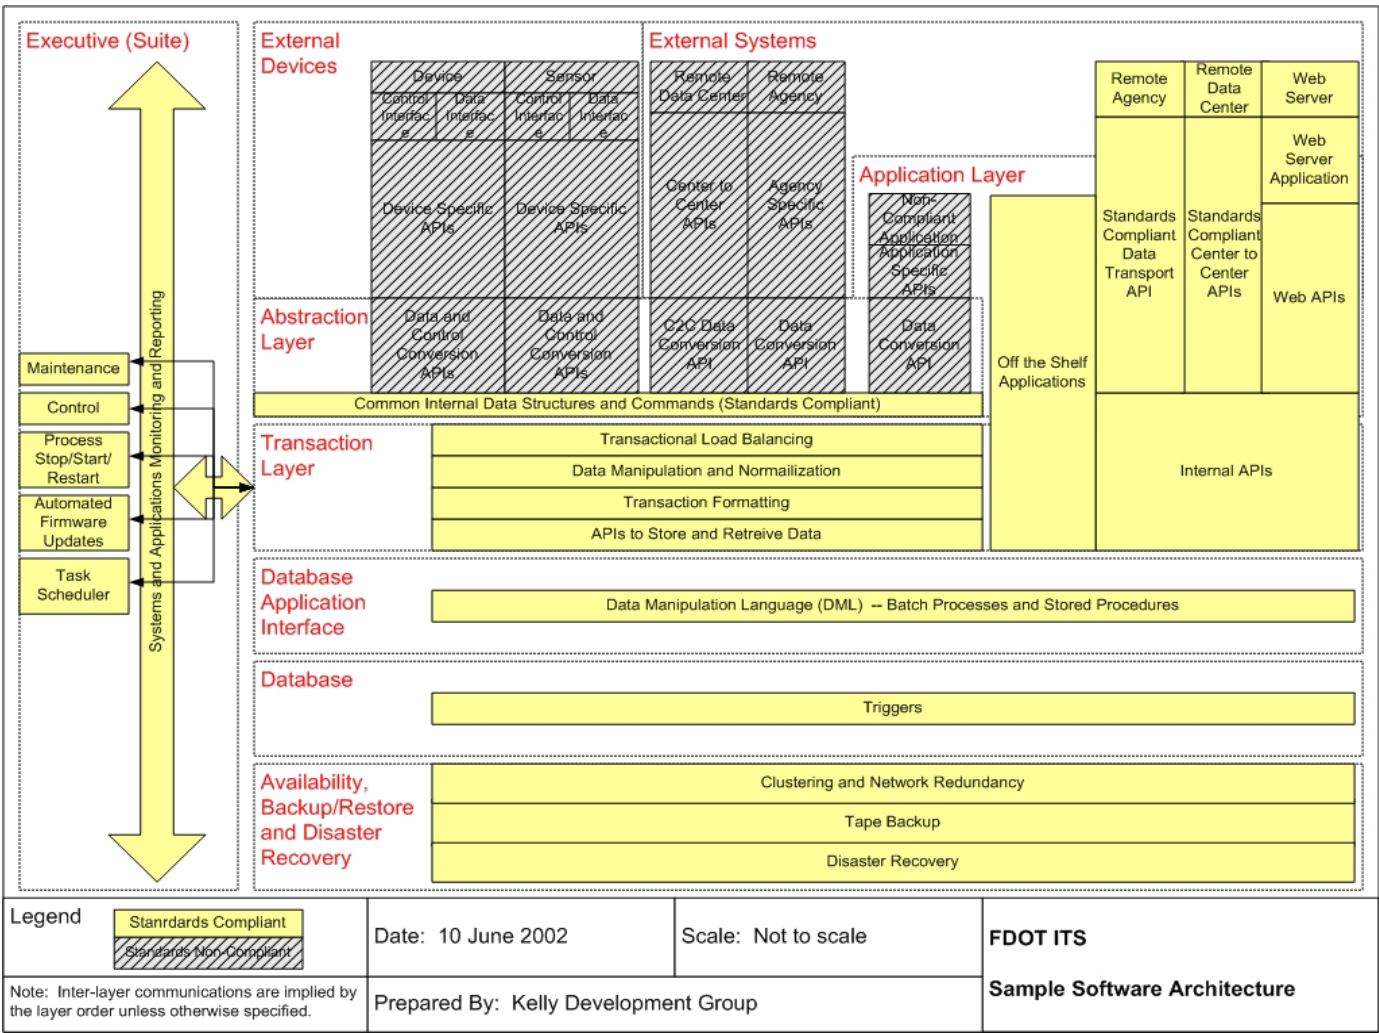 Executive (Suite)
Systems and Applications Monitoring and Reporting
Maintenance
Control
Process
Stop/Start/
Restart
Automated
Firmware
Updates
Task
Scheduler
External
Devices
Device
Sensor
Control
Interfac
e
Data
Interfac
e
Control
Interfac
e
Data
Interfac
e
Device Specific
APIs
Device Specific
APIs
External Systems
Remote
Data Center
Remote
Agency
Center to
Center
APIs
Agency
Specific
APIs
Remote
Agency
Remote
Data
Center
Web
Server
Web
Server
Application
Standards
Compliant
Data
Transport
API
Standards
Compliant
Center to
Center
APIs
Web APIs
Application Layer
Non-
Compliant
Application
Application
Specific
APIs
Off the Shelf
Applications
Internal APIs
Abstraction
Layer
Data and
Control
Conversion
APIs
Data and
Control
Conversion
APIs
C2C Data
Conversion
API
Data
Conversion
API
Data
Conversion
API
Common Internal Data Structures and Commands (Standards Compliant)
Transaction
Layer
Transactional Load Balancing
Data Manipulation and Normailization
Transaction Formatting
APIs to Store and Retreive Data
Database
Application
Interface
Data Manipulation Language (DML) -- Batch Processes and Stored Procedures
Database
Triggers
Availability,
Backup/Restore
and Disaster
Recovery
Clustering and Network Redundancy
Tape Backup
Disaster Recovery
Legend
Stanrdards Compliant
Standards Non-Compliant
Date: 10 June 2002
Scale: Not to scale
FDOT ITS
Sample Software Architecture
Note: Inter-layer communications are implied by
the layer order unless otherwise specified.
Prepared By: Kelly Development Group